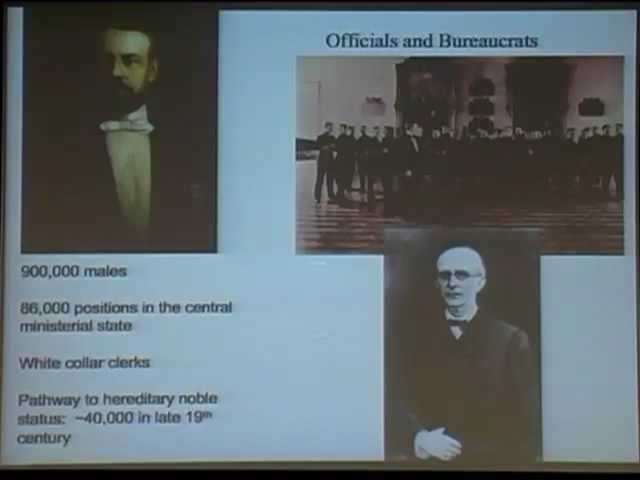 Officials and Bureaucrats
900,000 males
86,000 positions in the central
ministerial state
White collar clerks
Pathway to hereditary noble
status: ~40,000 in late 19th
century